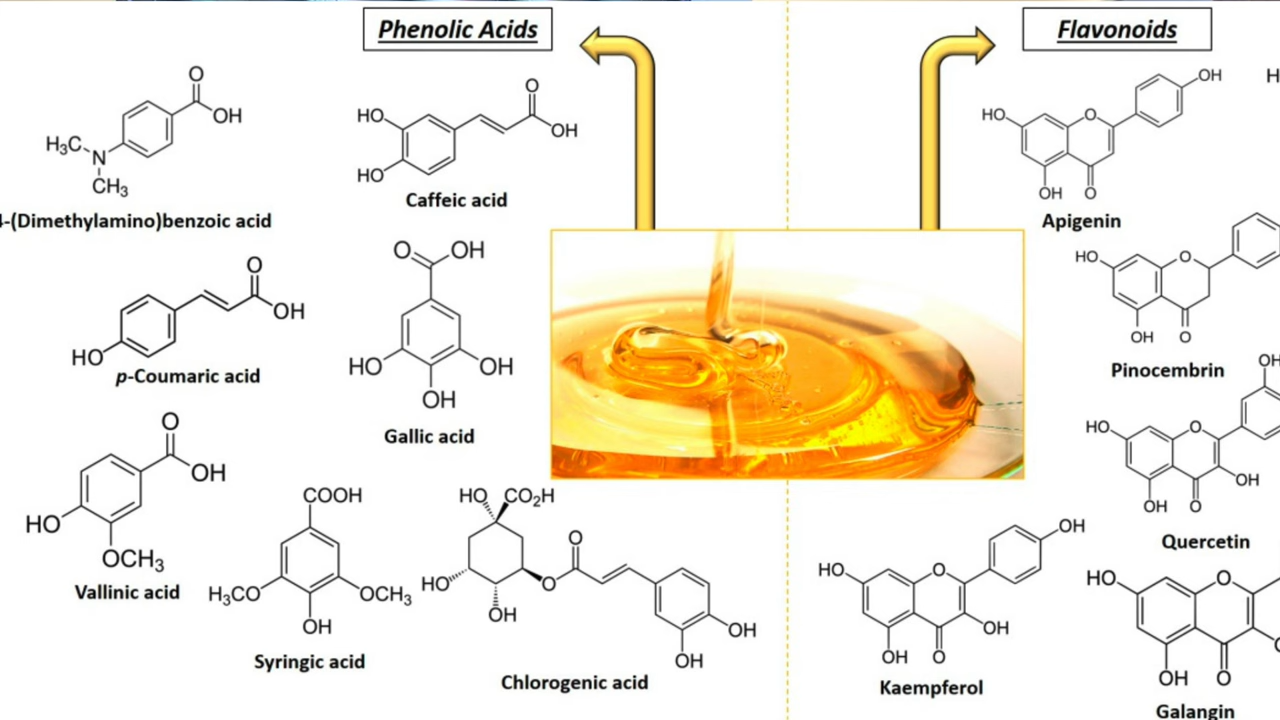 Phenolic Acids
Flavonoids
O
OH
H₃C
N
CH₃
4-(Dimethylamino)benzoic acid
HO
HO
O
OH
Caffeic acid
OH
HO
O
OH
O
Apigenin
H
O
OH
HO
p-Coumaric acid
O
OH
HO
OH
OH
Gallic acid
HO
O
OH
O
Pinocembrin
O
OH
HO
OCH₃
Vallinic acid
COOH
H₃CO
OCH₃
OH
Syringic acid
HO
CO₂H
HO
OH
O
O
OH
OH
Chlorogenic acid
OH
HO
O
OH
OH
O
Kaempferol
OH
HO
O
OH
OH
O
Quercetin
HO
O
OH
O
Galangin